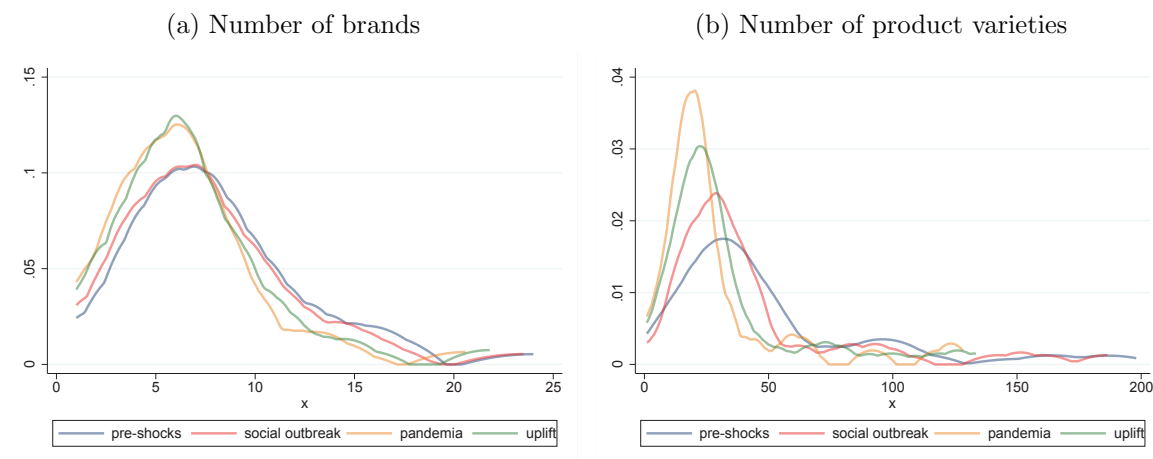 (a) Number of brands
.15
.1
.05
0
0 5 10 15 20 25
x
pre-shocks social outbreak pandemia uplift
(b) Number of product varieties
.04
.03
.02
.01
0
0 50 100 150 200
x
pre-shocks social outbreak pandemia uplift